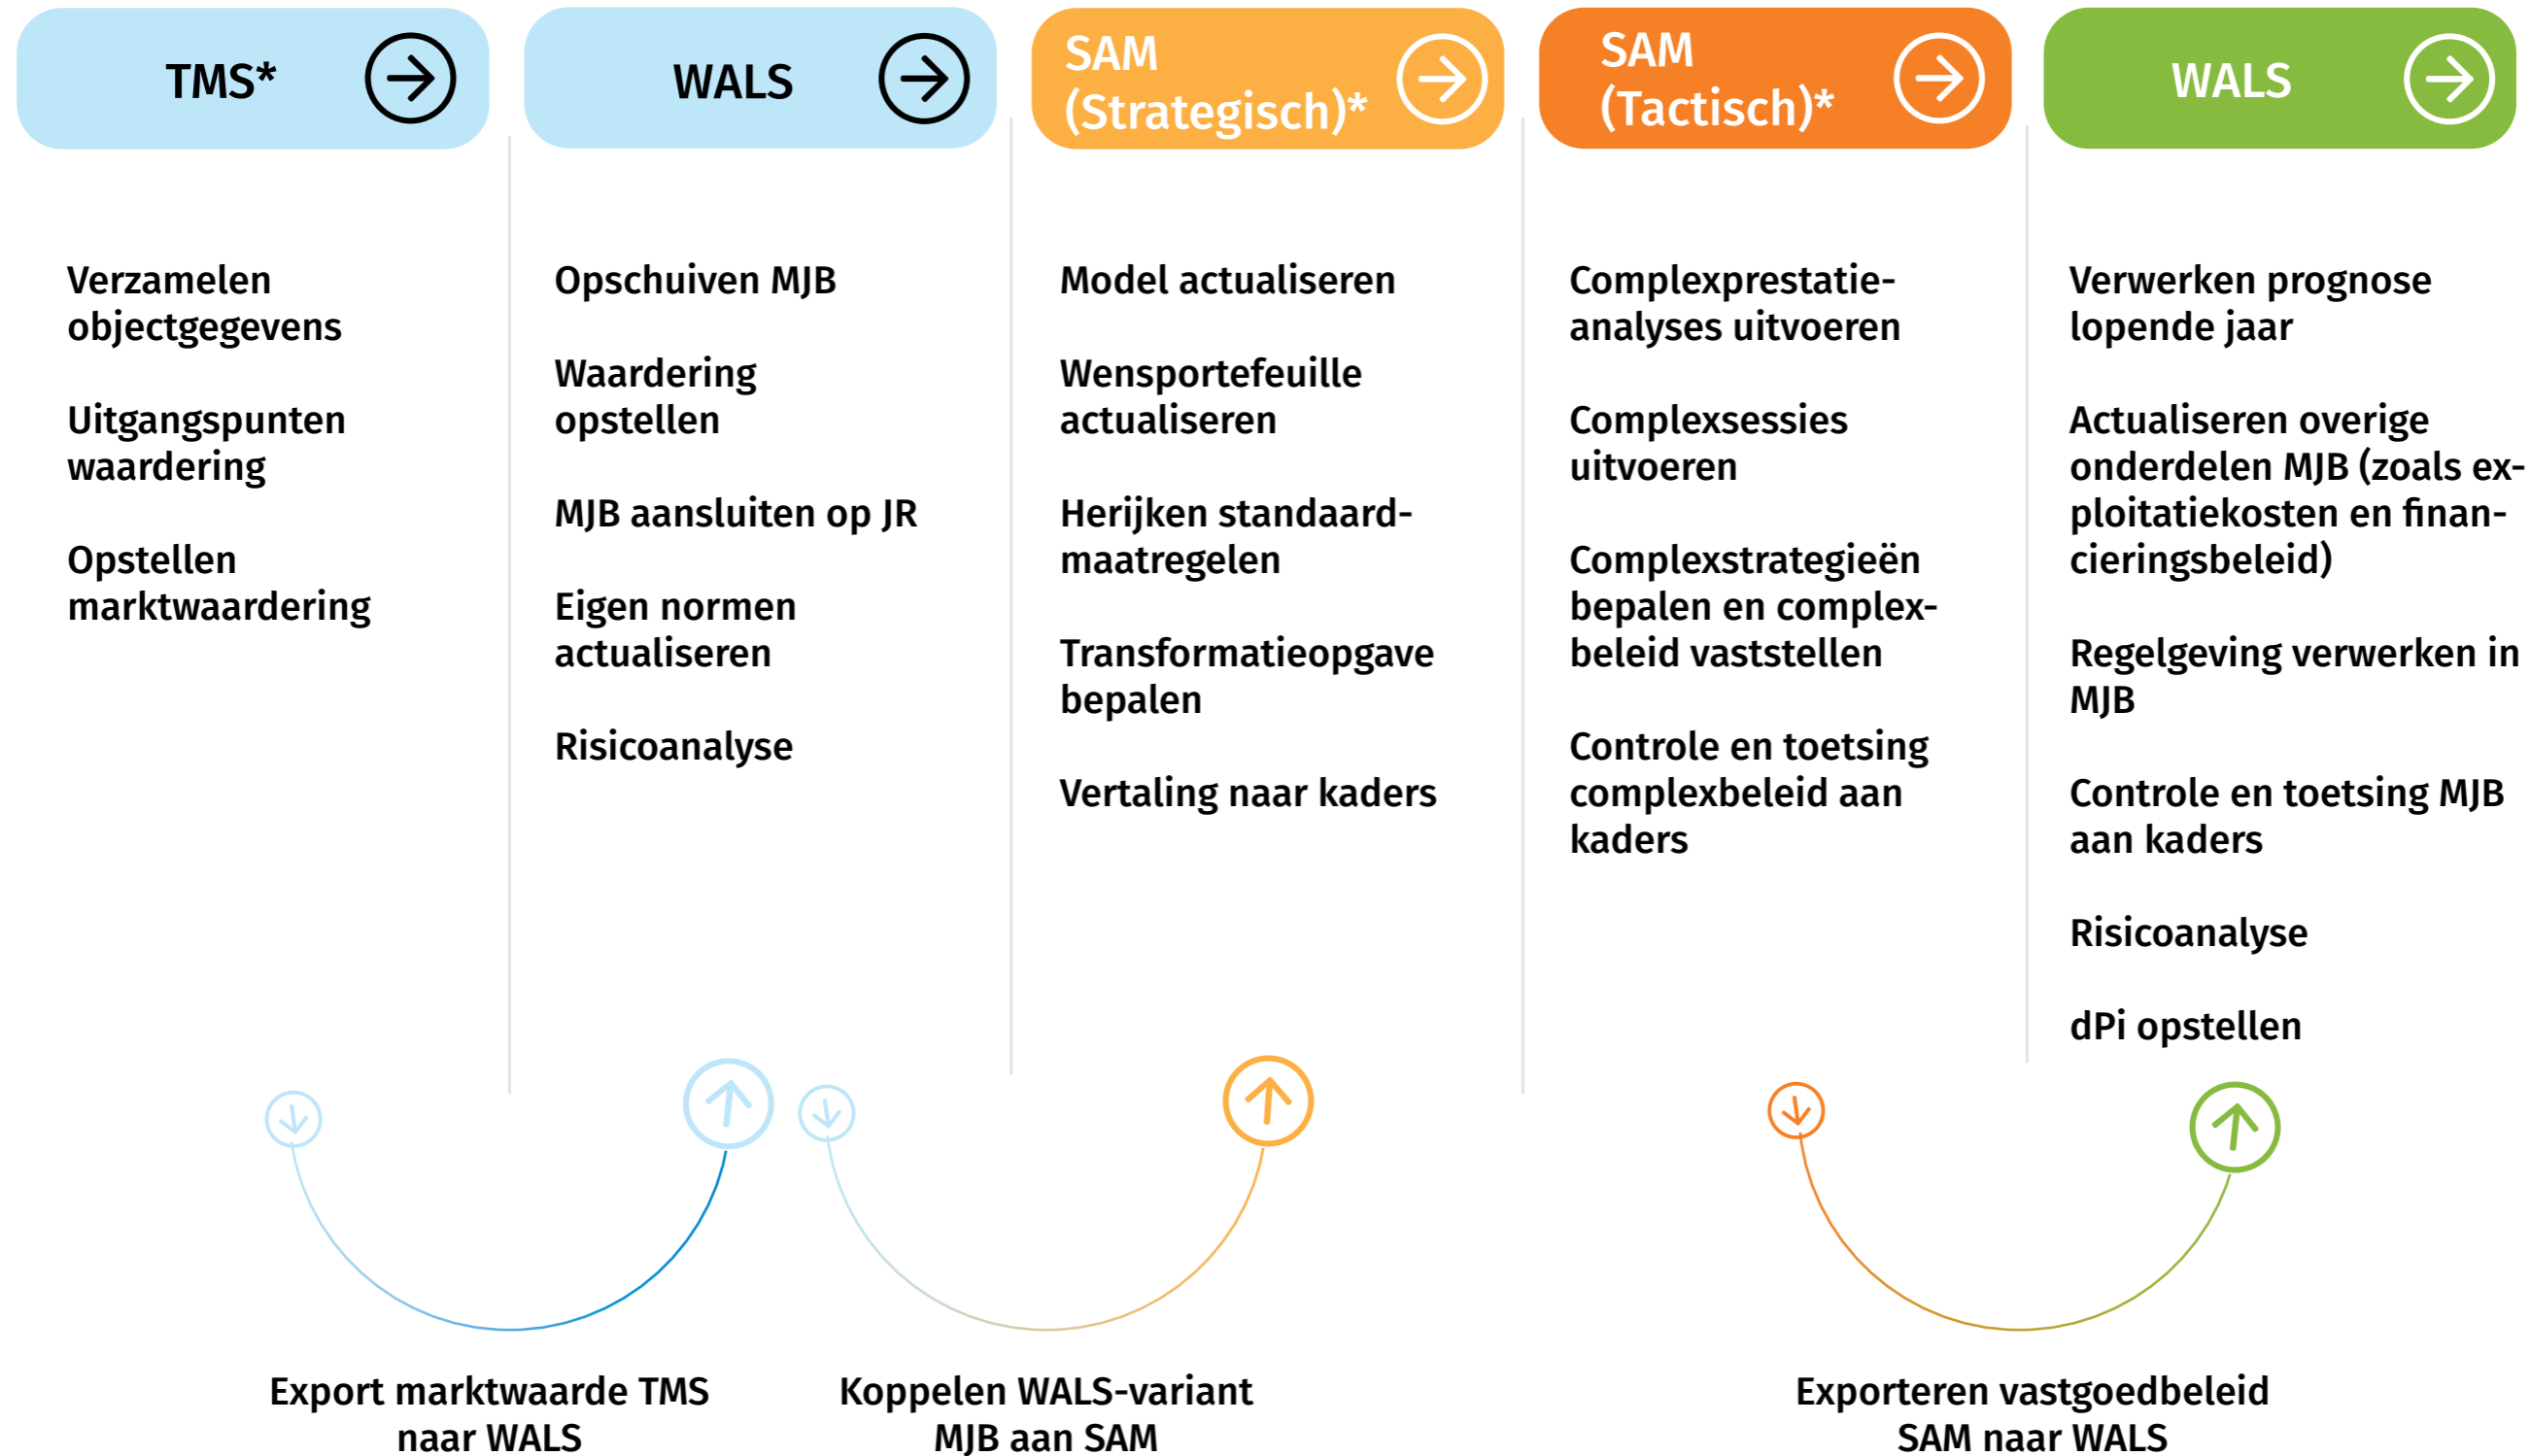 TMS*
WALS
SAM
(Strategisch)*
SAM
(Tactisch)*
WALS
Verzamelen
objectgegevens
Uitgangspunten
waardering
Opstellen
marktwaardering
Opschuiven MJB
Waardering
opstellen
MJB aansluiten op JR
Eigen normen
actualiseren
Risicoanalyse
Model actualiseren
Wensportefeuille
actualiseren
Herijken standaard-
maatregelen
Transformatieopgave
bepalen
Vertaling naar kaders
Complexprestatie-
analyses uitvoeren
Complexsessies
uitvoeren
Complexstrategieën
bepalen en complex-
beleid vaststellen
Controle en toetsing
complexbeleid aan
kaders
Verwerken prognose
lopende jaar
Actualiseren overige
onderdelen MJB (zoals ex-
ploitatiekosten en finan-
cieringsbeleid)
Regelgeving verwerken in
MJB
Controle en toetsing MJB
aan kaders
Risicoanalyse
dPi opstellen
Export marktwaarde TMS
naar WALS
Koppelen WALS-variant
MJB aan SAM
Exporteren vastgoedbeleid
SAM naar WALS